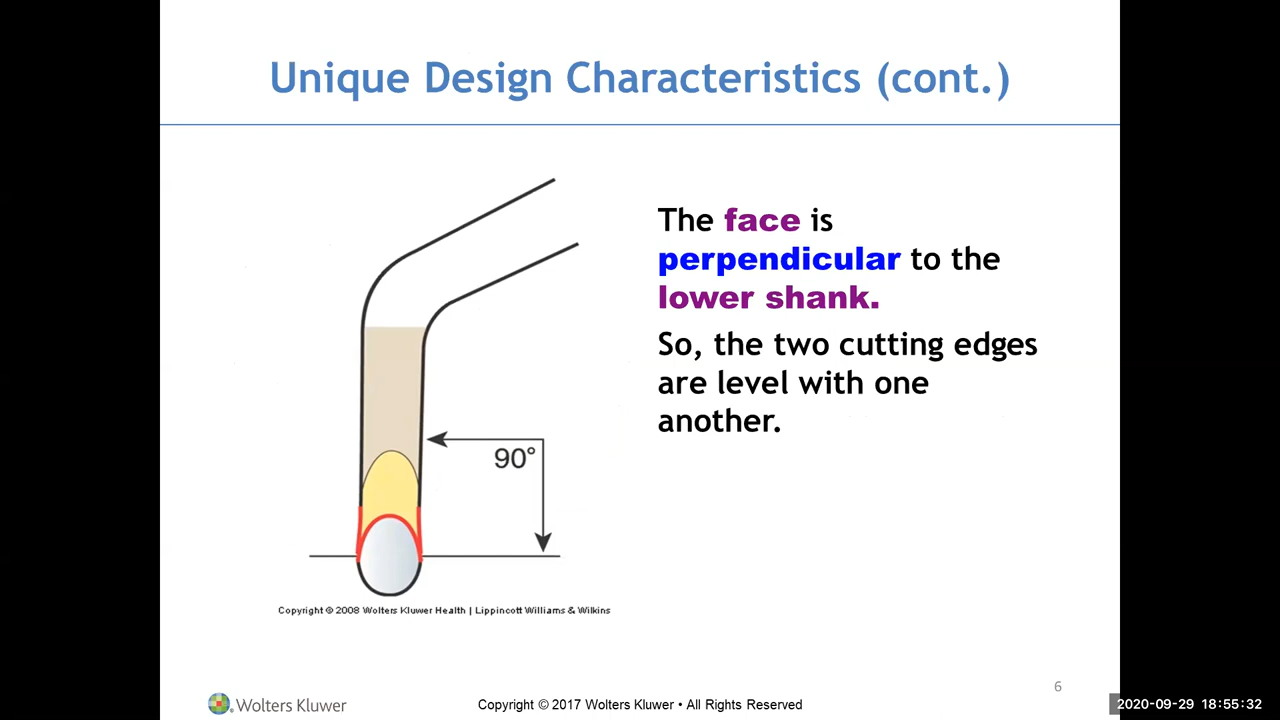 Unique Design Characteristics (cont.)
The face is
perpendicular to the
lower shank.
So, the two cutting edges
are level with one
another.
90°
Copyright © 2008 Wolters Kluwer Health | Lippincott Williams & Wilkins
6
Wolters Kluwer
Copyright © 2017 Wolters Kluwer • All Rights Reserved
2020-09-29 18:55:32